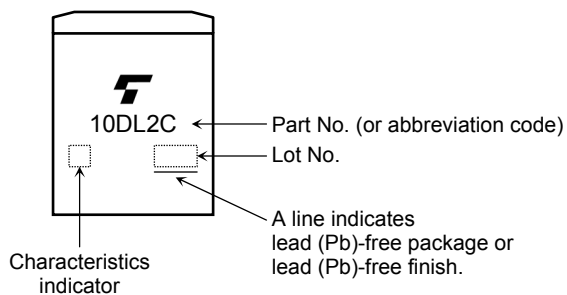 10DL2C
Part No. (or abbreviation code)
Lot No.
A line indicates
lead (Pb)-free package or
lead (Pb)-free finish.
Characteristics
indicator